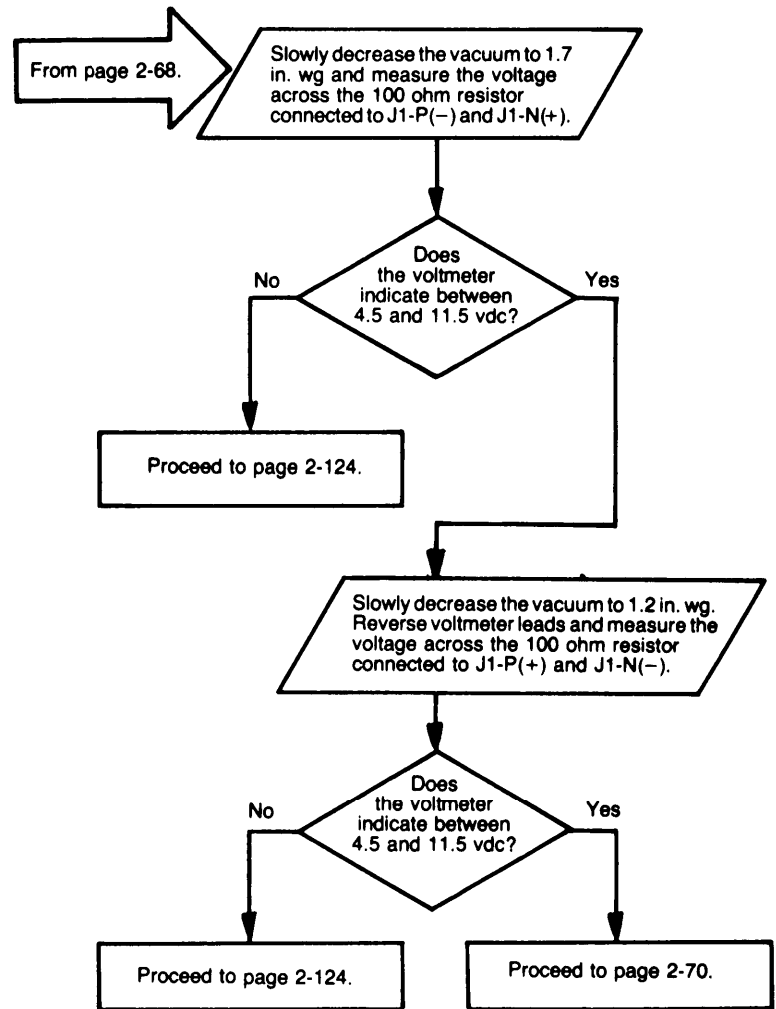 From page 2-68.
Slowly decrease the vacuum to 1.7
in. wg and measure the voltage
across the 100 ohm resistor
connected to J1-P(−) and J1-N(+).
Does
the voltmeter
indicate between
4.5 and 11.5 vdc?
No
Yes
Proceed to page 2-124.
Slowly decrease the vacuum to 1.2 in. wg.
Reverse voltmeter leads and measure the
voltage across the 100 ohm resistor
connected to J1-P(+) and J1-N(−).
Does
the voltmeter
indicate between
4.5 and 11.5 vdc?
No
Yes
Proceed to page 2-124.
Proceed to page 2-70.